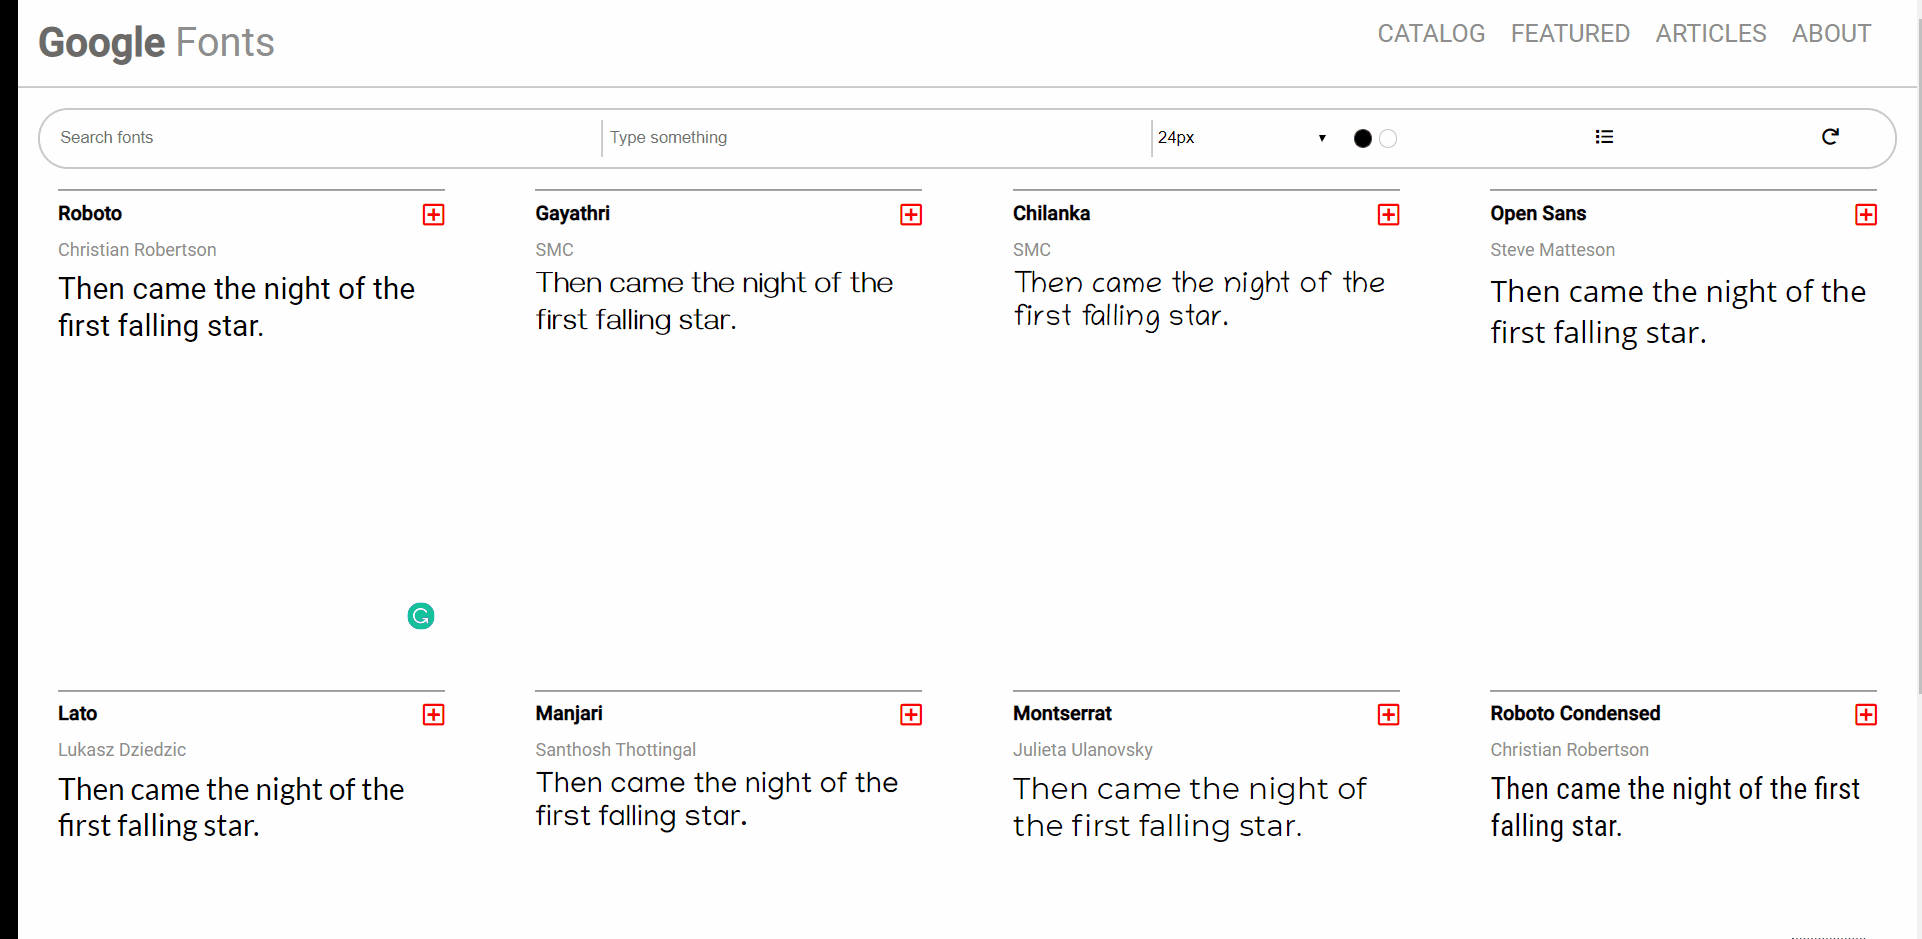 Google Fonts
CATALOG FEATURED ARTICLES ABOUT
Search fonts
Type something
24px
Roboto
Christian Robertson
Then came the night of the
first falling star.
Gayathri
SMC
Then came the night of the
first falling star.
Chilanka
SMC
Then came the night of the
first falling star.
Open Sans
Steve Matteson
Then came the night of the
first falling star.
Lato
Lukasz Dziedzic
Then came the night of the
first falling star.
Manjari
Santhosh Thottingal
Then came the night of the
first falling star.
Montserrat
Julieta Ulanovsky
Then came the night of
the first falling star.
Roboto Condensed
Christian Robertson
Then came the night of the first
falling star.